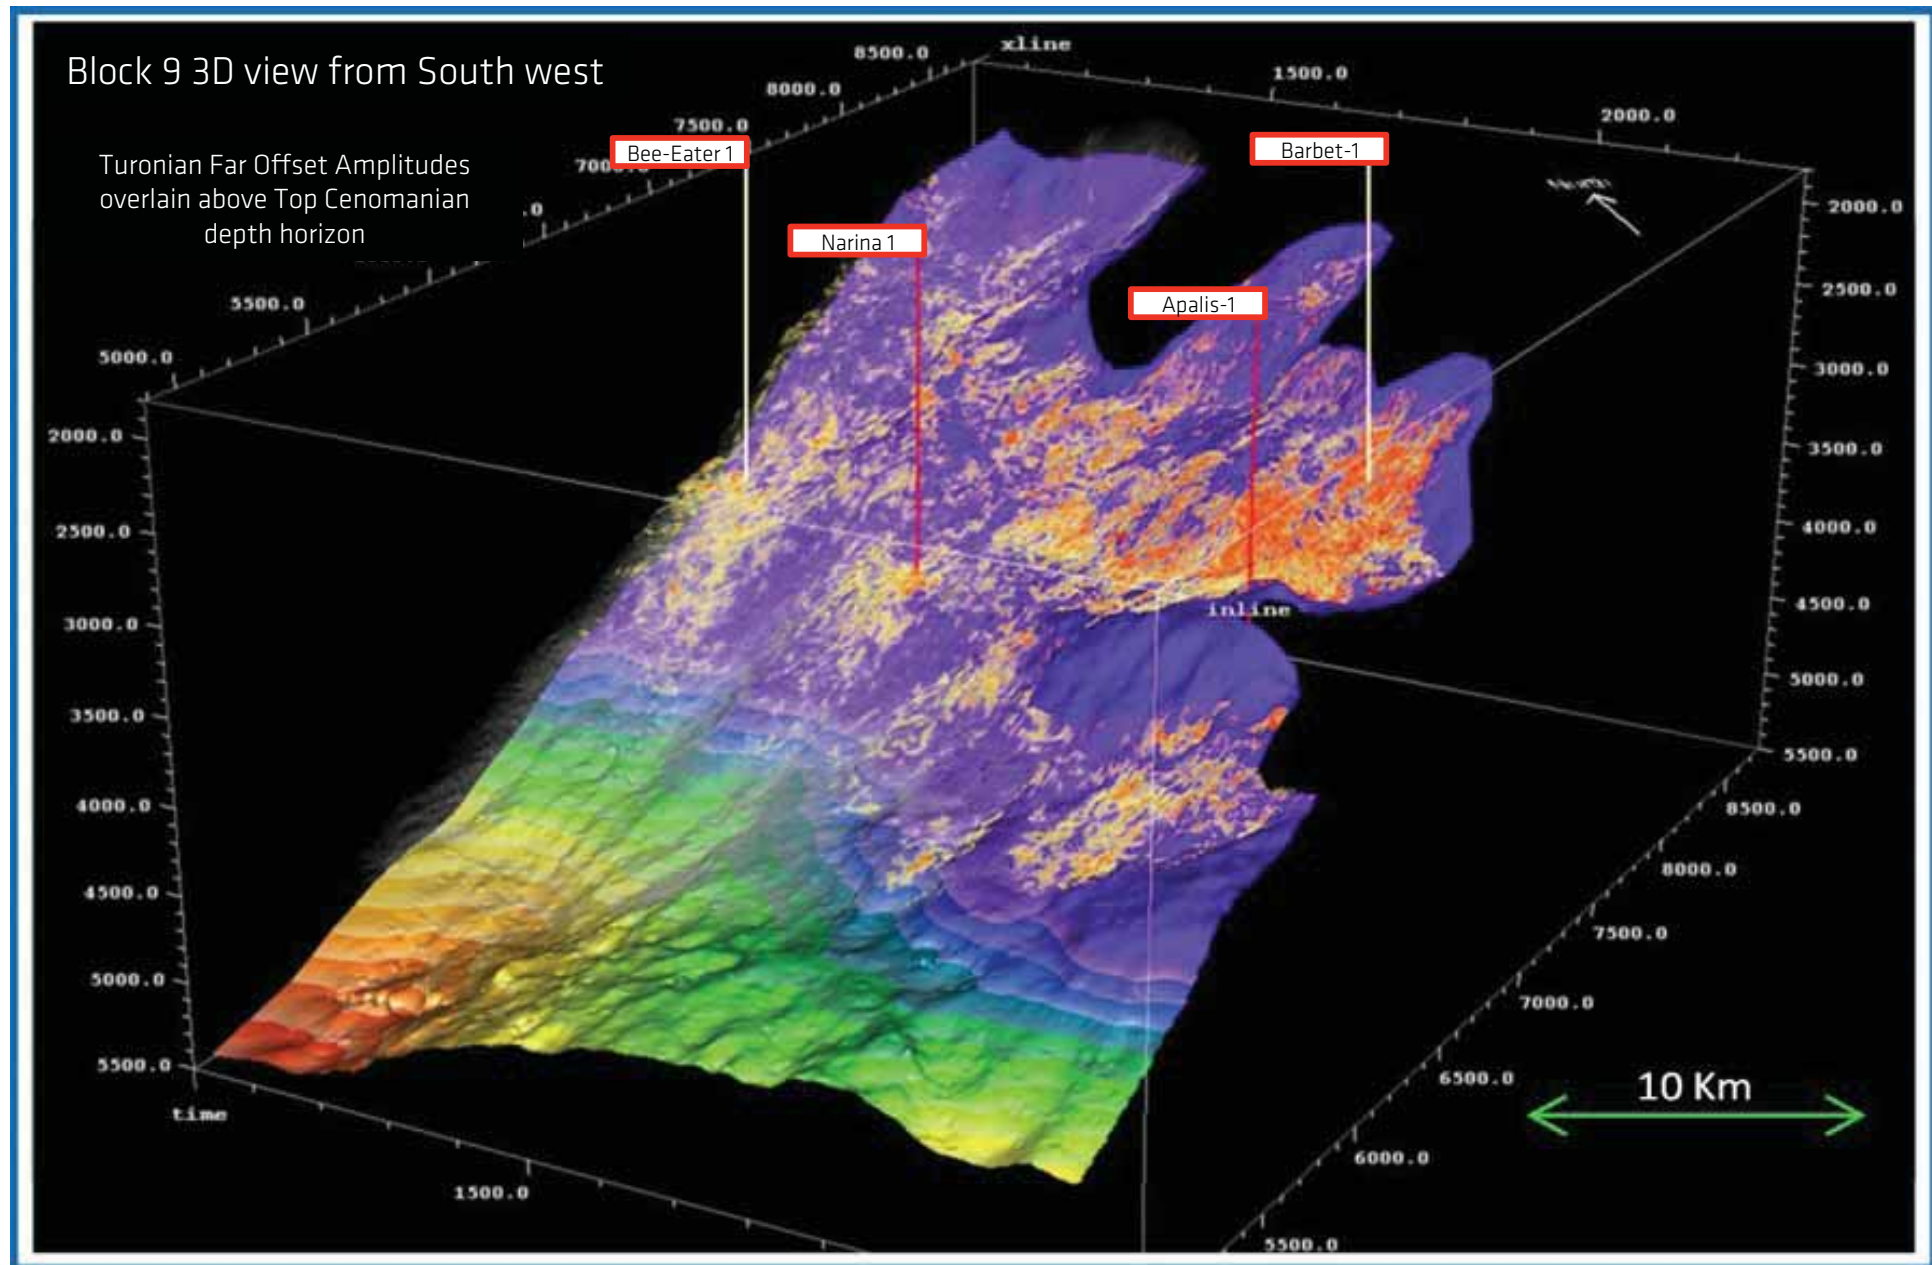 Block 9 3D view from South west
Turonian Far Offset Amplitudes
overlain above Top Cenomanian
depth horizon
xline
8500.0
8000.0
7500.0
5500.0
5000.0
1500.0
2000.0
Bee-Eater 1
Barbet-1
Narina 1
Apalis-1
2000.0
2500.0
3000.0
3500.0
4000.0
4500.0
5000.0
5500.0
2000.0
2500.0
3000.0
3500.0
4000.0
4500.0
5000.0
5500.0
inline
time
1500.0
8500.0
8000.0
7500.0
7000.0
6500.0
6000.0
5500.0
10 Km